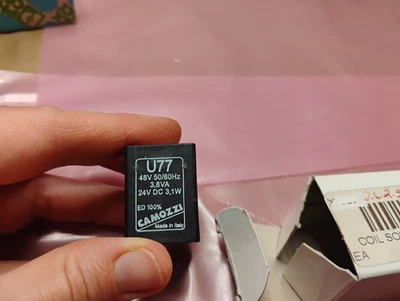 U77
48V 50/60Hz
3.8VA
24V DC 3,1W
ED 100%
CAMOZZI
Made in Italy
COIL SO
EA